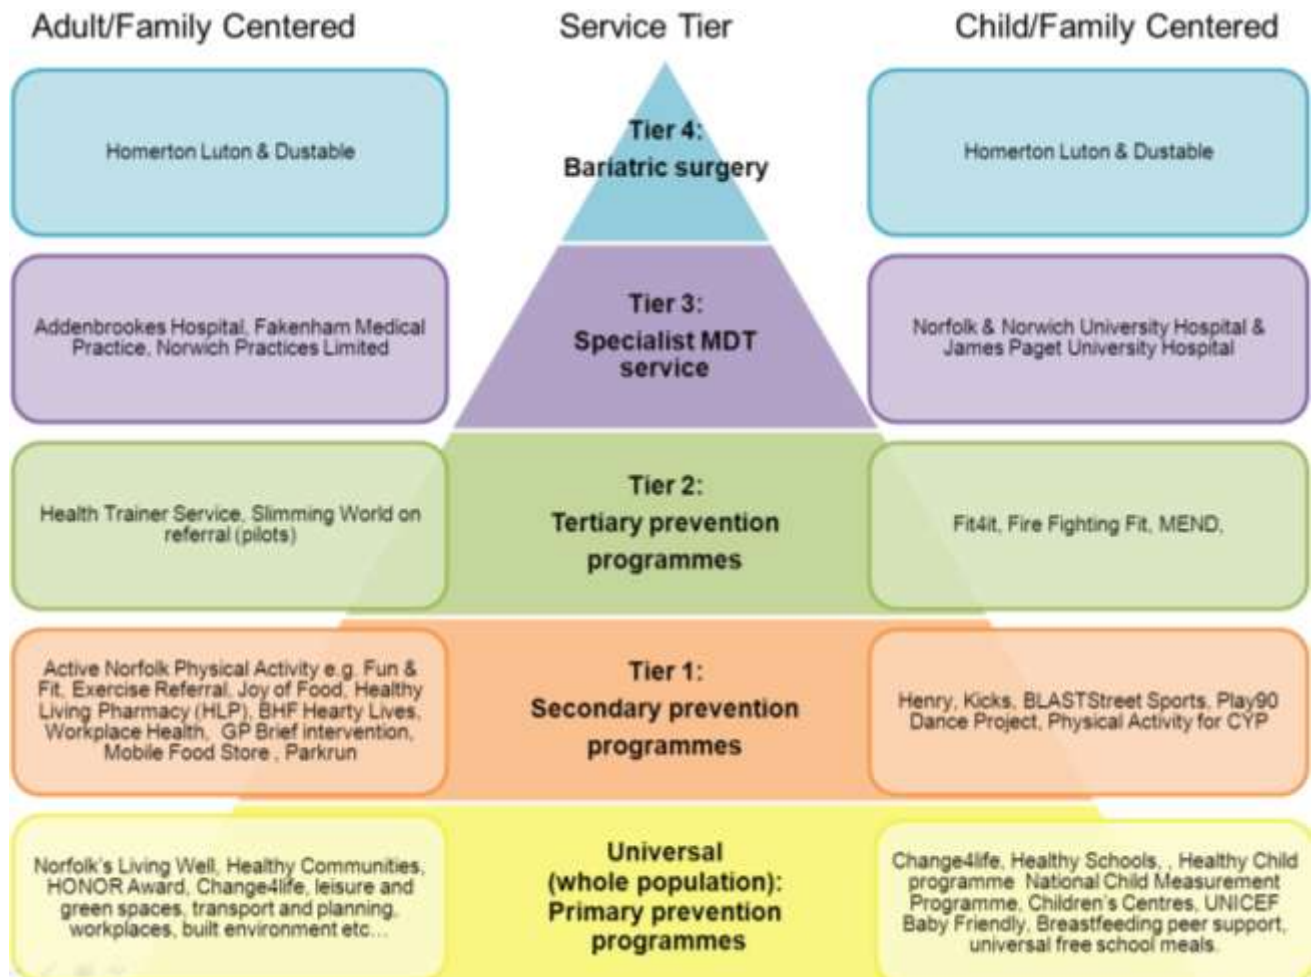 Adult/Family Centered
Service Tier
Child/Family Centered
Homerton Luton & Dustable
Tier 4:
Bariatric surgery
Homerton Luton & Dustable
Addenbrookes Hospital, Fakenham Medical
Practice, Norwich Practices Limited
Tier 3:
Specialist MDT
service
Norfolk & Norwich University Hospital &
James Paget University Hospital
Health Trainer Service, Slimming World on
referral (pilots)
Tier 2:
Tertiary prevention
programmes
Fit4it, Fire Fighting Fit, MEND,
Active Norfolk Physical Activity e.g. Fun &
Fit, Exercise Referral, Joy of Food, Healthy
Living Pharmacy (HLP), BHF Hearty Lives,
Workplace Health, GP Brief intervention,
Mobile Food Store , Parkrun
Tier 1:
Secondary prevention
programmes
Henry, Kicks, BLASTStreet Sports, Play90
Dance Project, Physical Activity for CYP
Norfolk's Living Well, Healthy Communities,
HONOR Award, Change4life, leisure and
green spaces, transport and planning,
workplaces, built environment etc...
Universal
(whole population):
Primary prevention
programmes
Change4life, Healthy Schools, , Healthy Child
programme National Child Measurement
Programme, Children's Centres, UNICEF
Baby Friendly, Breastfeeding peer support,
universal free school meals.